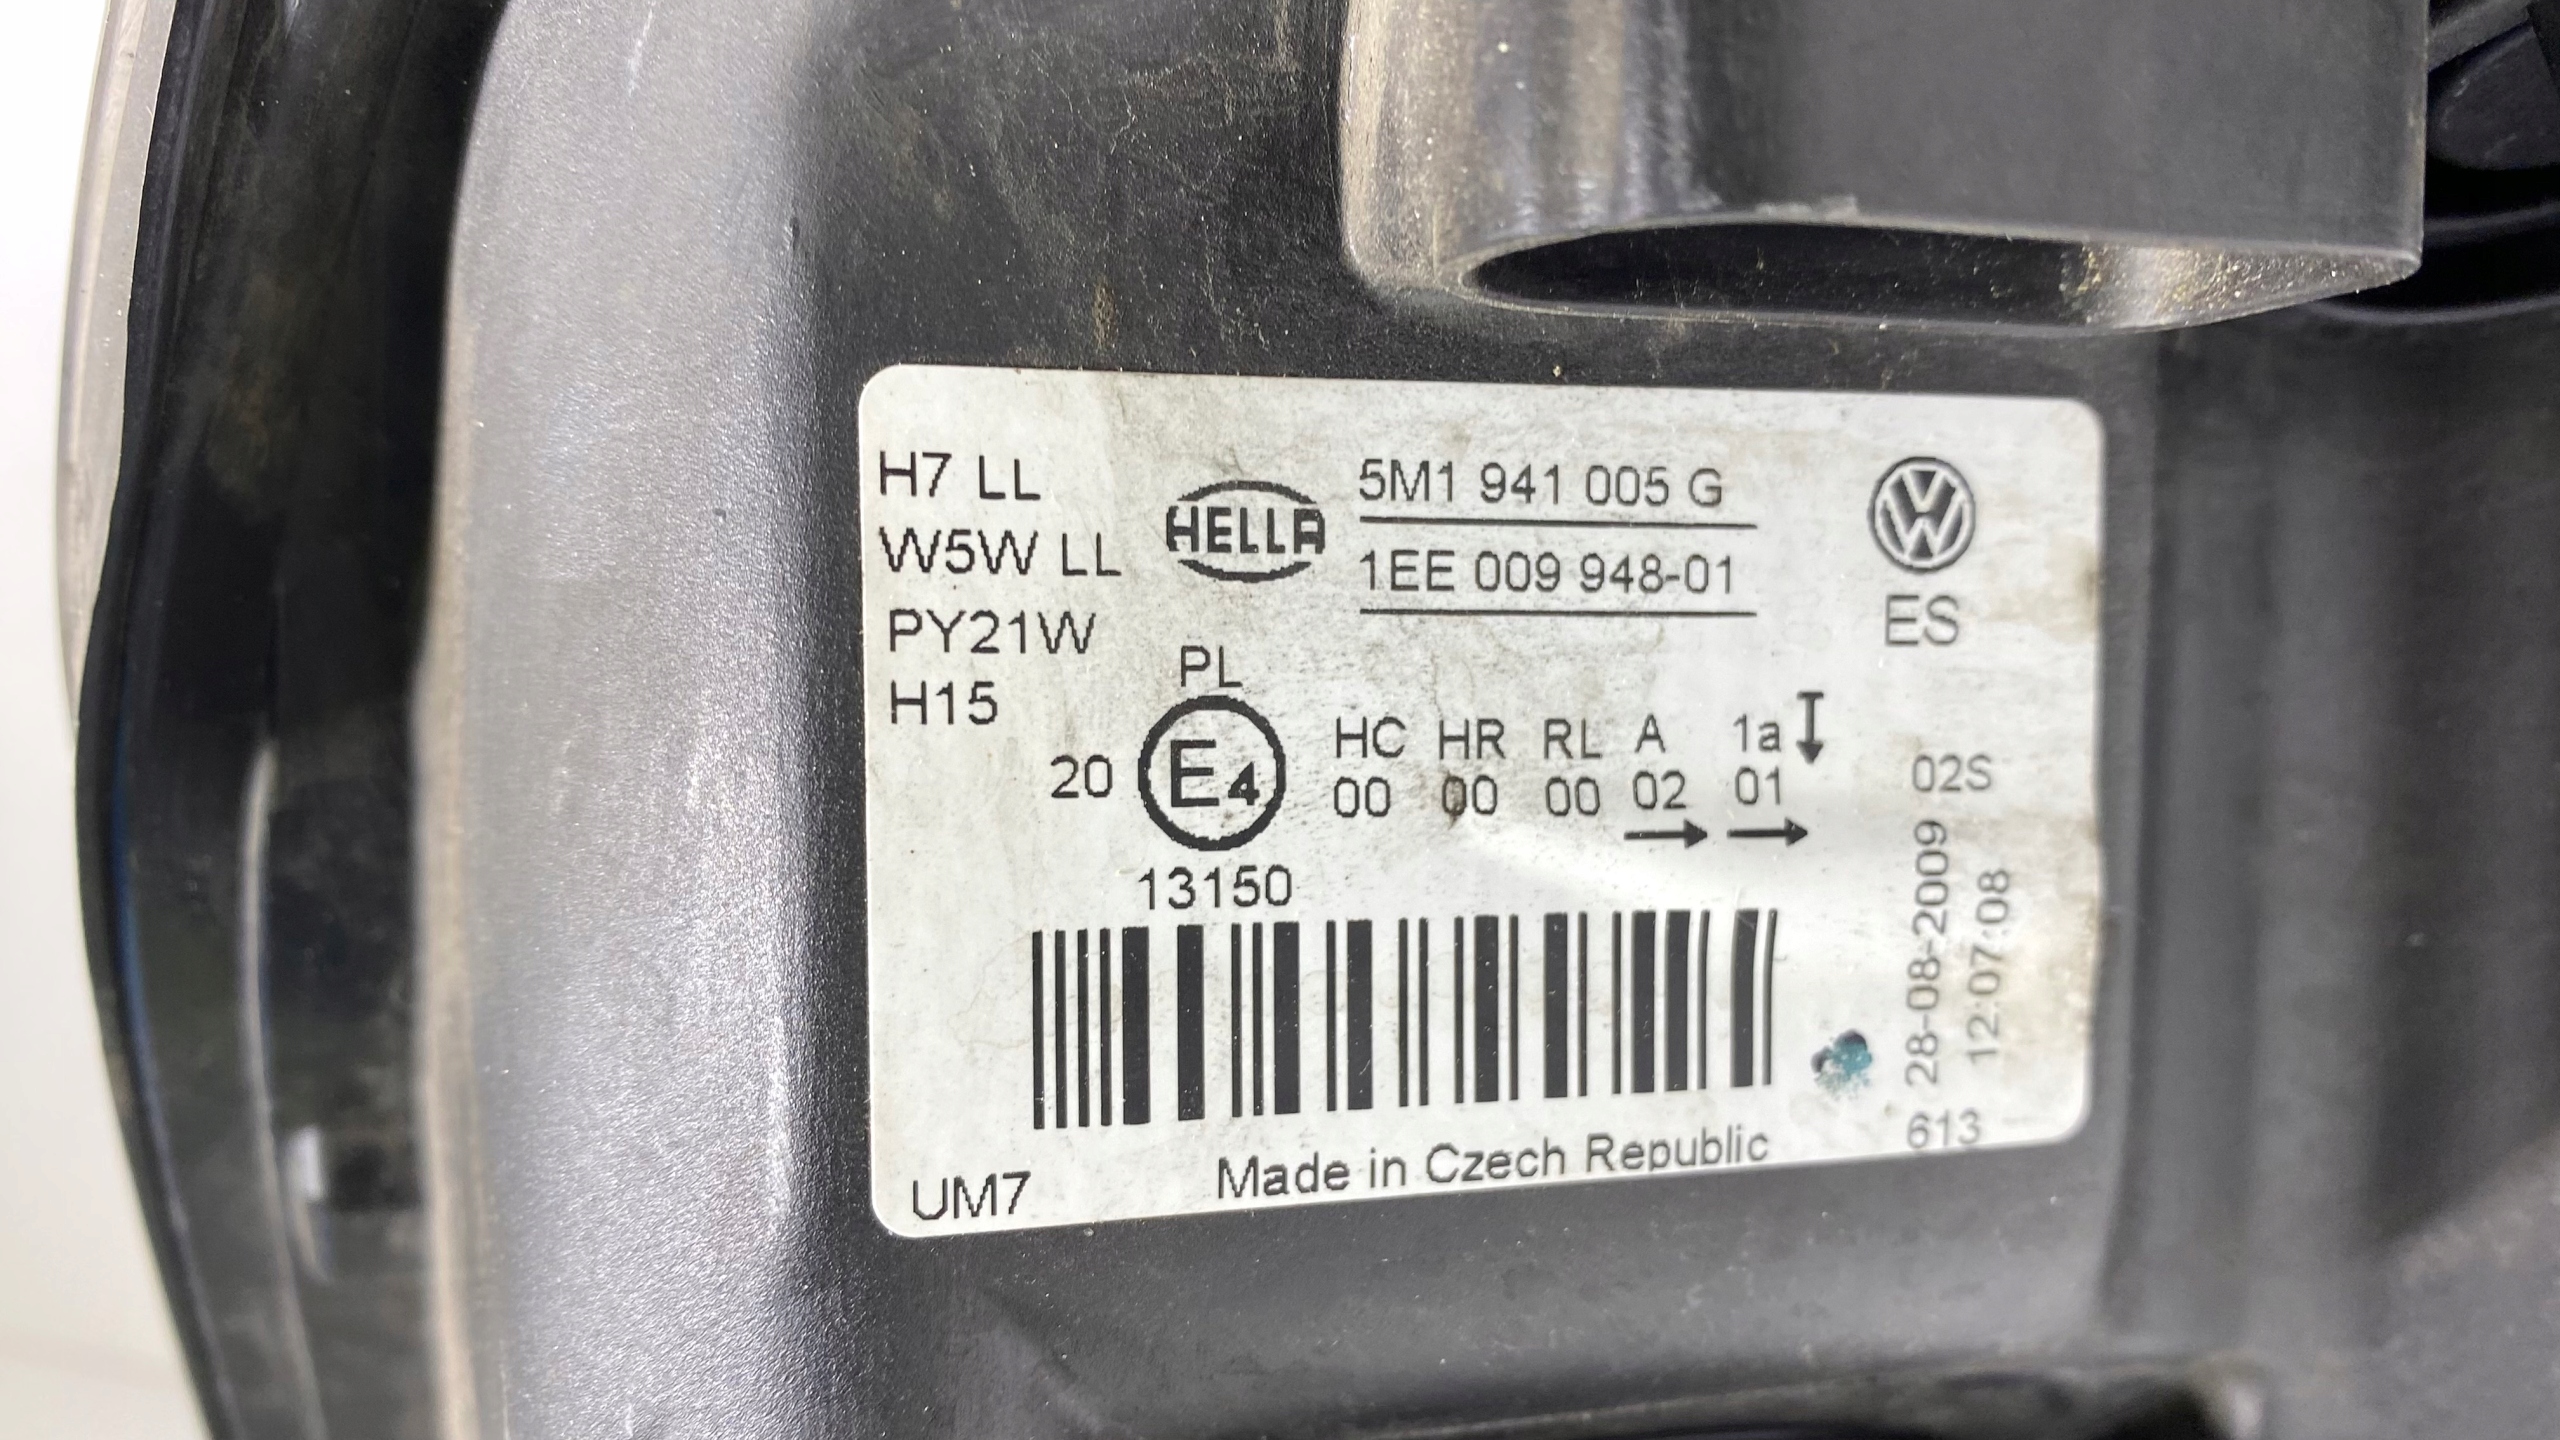 H7 LL
W5W LL
PY21W
H15
HELLA
5M1 941 005 G
1EE 009 948-01
VW
ES
PL
20 E4 HC HR RL A 1a
00 00 00 02 01
13150
02S
28-08-2009
12:07:08
613
UM7
Made in Czech Republic